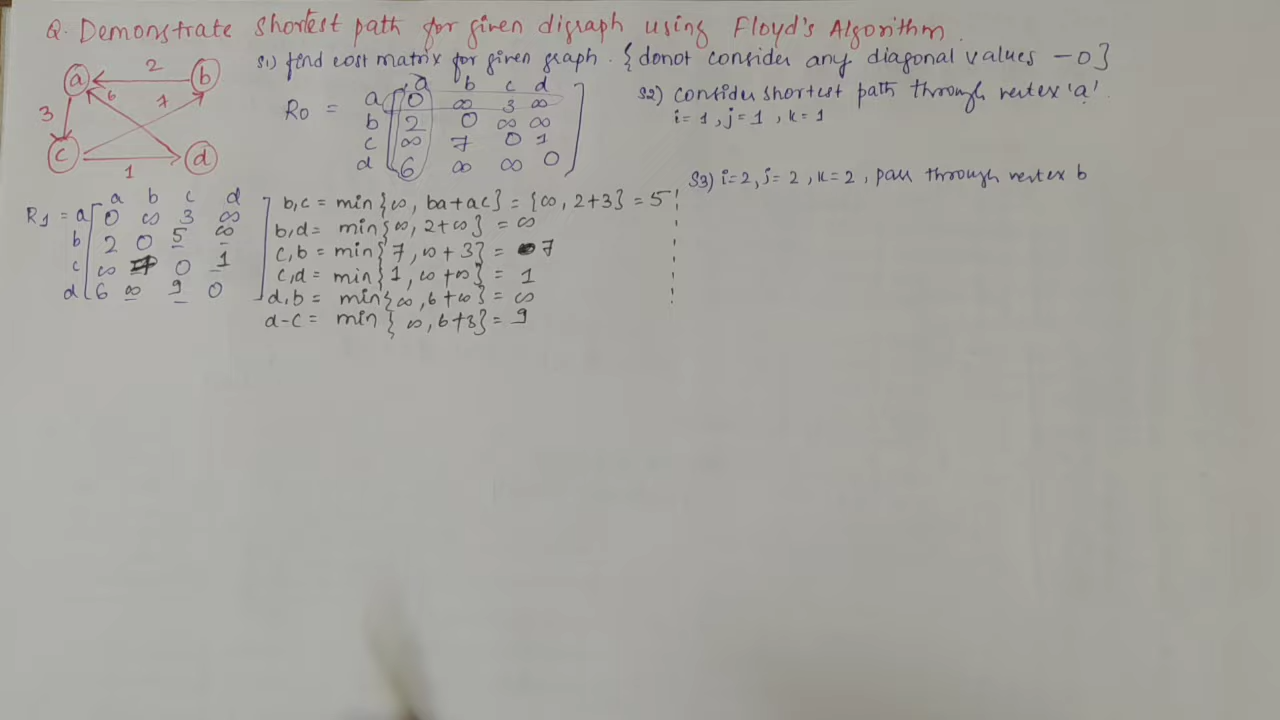 Q. Demonstrate shortest path for given digraph using Floyd's Algorithm.
S1) find cost matrix for given graph. {donot consider any diagonal values - 0}
a 2 b
3 6 7
c 1 d
a b c d
R0 = a 0 ∞ 3 ∞
b 2 0 ∞ ∞
c ∞ 7 0 1
d 6 ∞ ∞ 0
S2) consider shortest path through vertex 'a'.
i=1, j=1, k=1
S3) i=2, j=2, k=2, pass through vertex b
a b c d
R1 = a 0 ∞ 3 ∞
b 2 0 5 ∞
c ∞ 7 0 1
d 6 ∞ 9 0
b,c = min{∞, ba+ac} = {∞, 2+3} = 5
b,d = min{∞, 2+∞} = ∞
c,b = min{7, ∞+3} = 7
c,d = min{1, ∞+∞} = 1
d,b = min{∞, 6+∞} = ∞
d-c = min{∞, 6+3} = 9